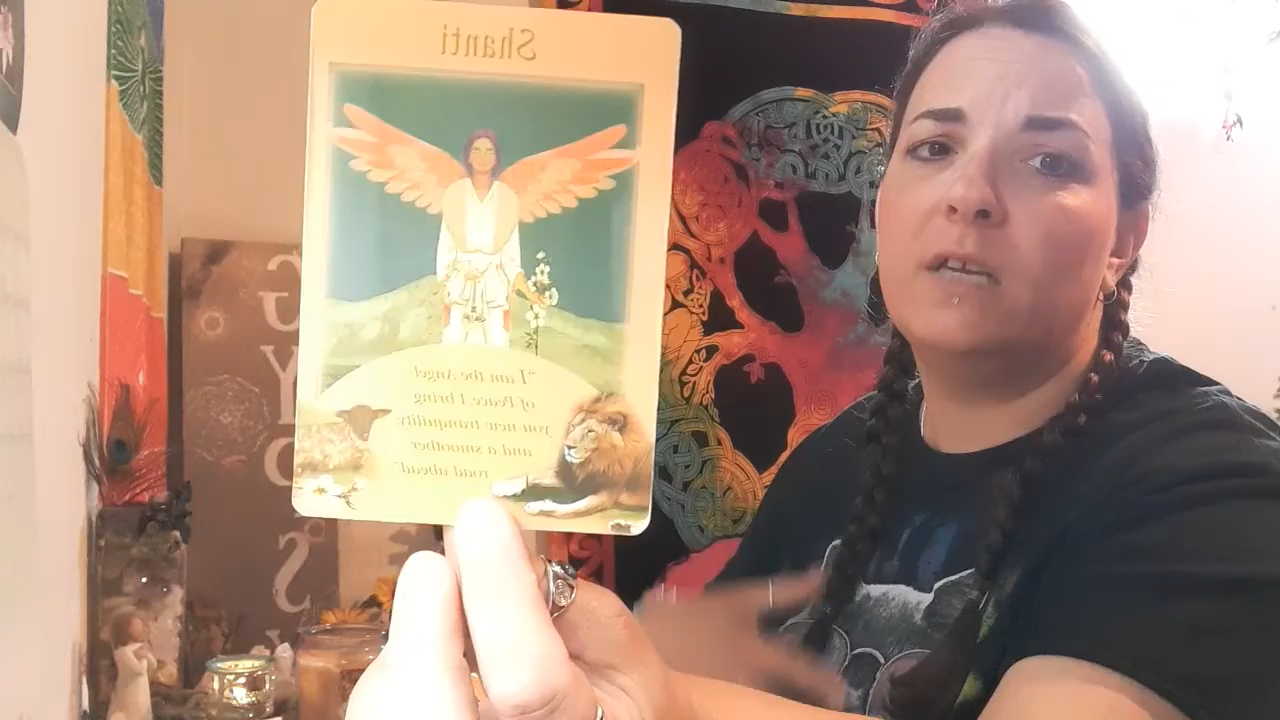 Shanti
"I am the Angel
of Peace. I bring
you new tranquility
and a smoother
road ahead."
G
Y
S